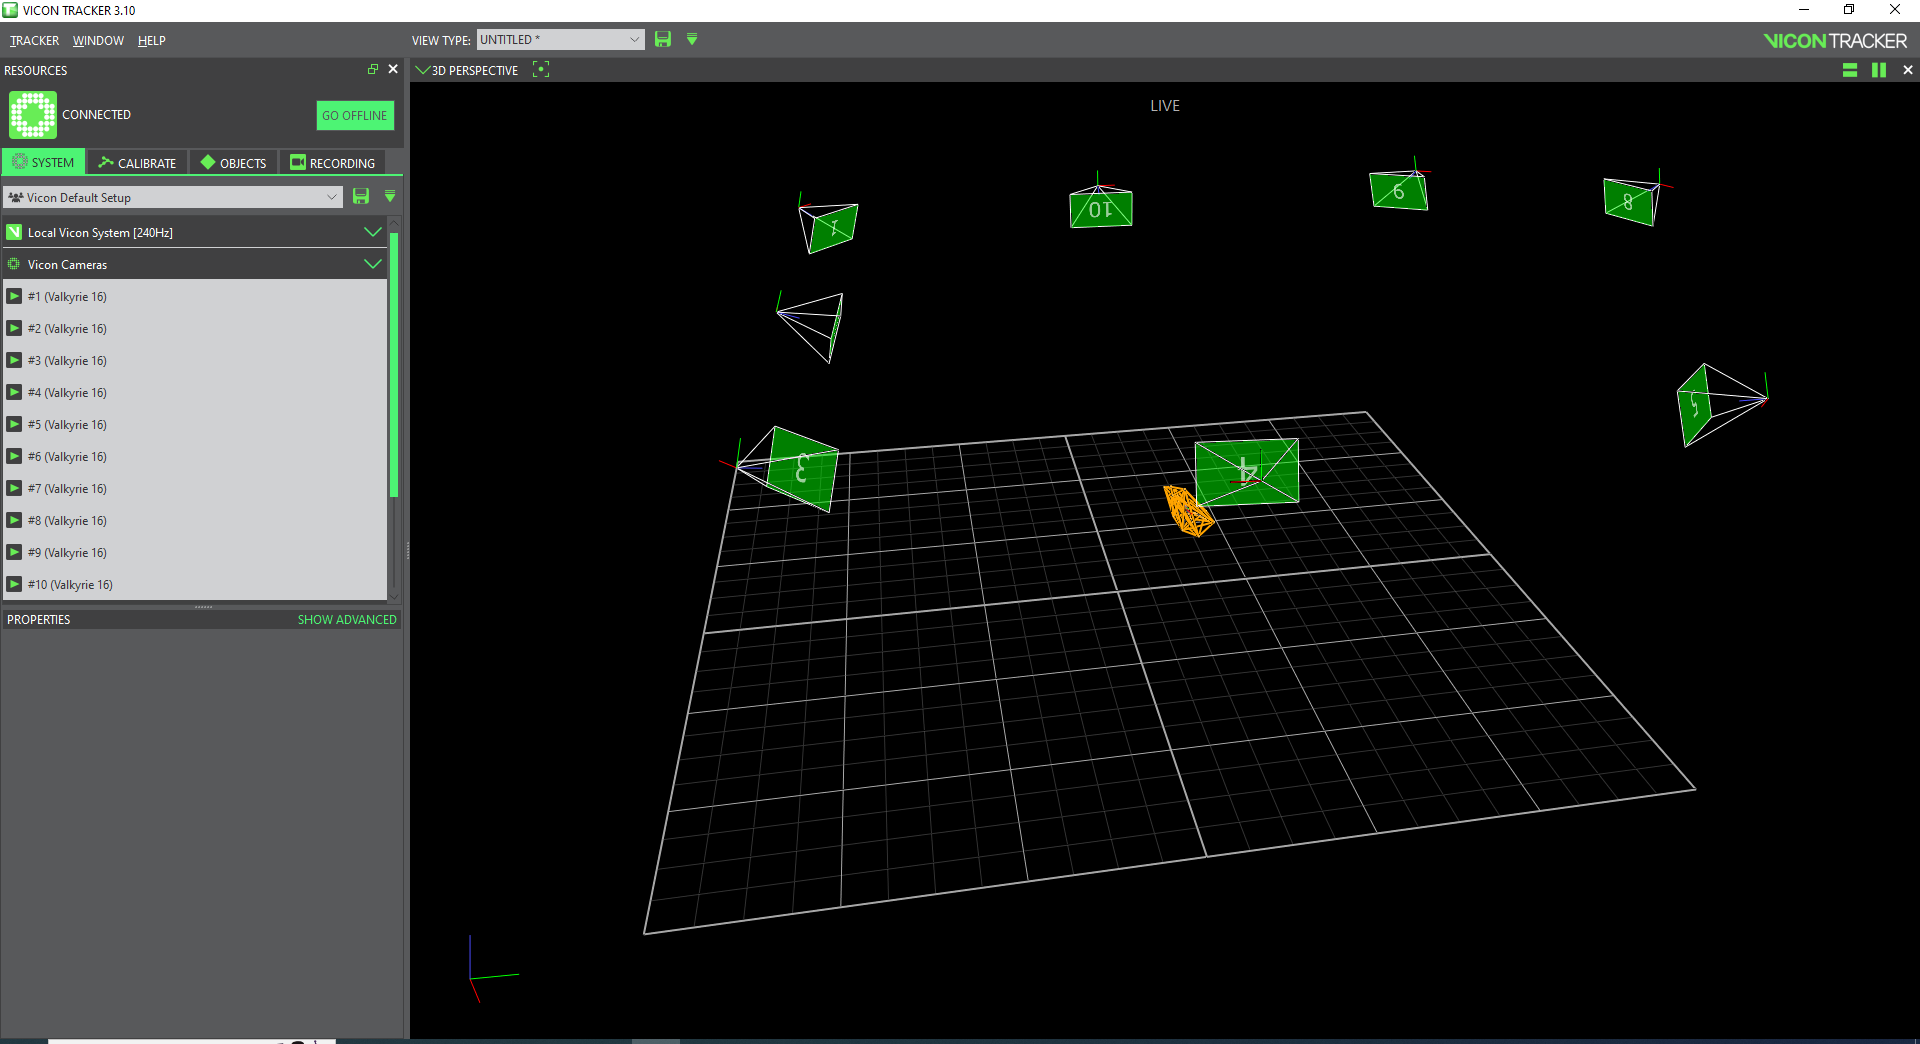 VICON TRACKER 3.10
TRACKER WINDOW HELP
VIEW TYPE: UNTITLED *
VICON TRACKER
RESOURCES
3D PERSPECTIVE
CONNECTED
GO OFFLINE
LIVE
SYSTEM
CALIBRATE
OBJECTS
RECORDING
Vicon Default Setup
Local Vicon System [240Hz]
Vicon Cameras
#1 (Valkyrie 16)
#2 (Valkyrie 16)
#3 (Valkyrie 16)
#4 (Valkyrie 16)
#5 (Valkyrie 16)
#6 (Valkyrie 16)
#7 (Valkyrie 16)
#8 (Valkyrie 16)
#9 (Valkyrie 16)
#10 (Valkyrie 16)
PROPERTIES
SHOW ADVANCED
1
10
8
5
3
4